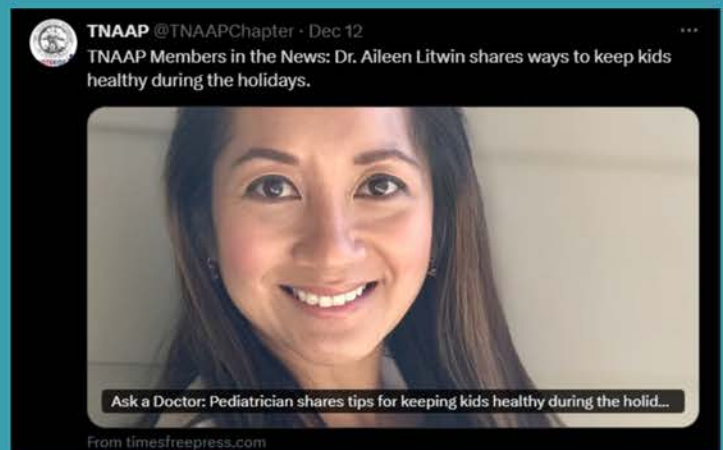 TNAAP @TNAAPChapter · Dec 12
TNAAP Members in the News: Dr. Aileen Litwin shares ways to keep kids
healthy during the holidays.
Ask a Doctor: Pediatrician shares tips for keeping kids healthy during the holid...
From timesfreepress.com